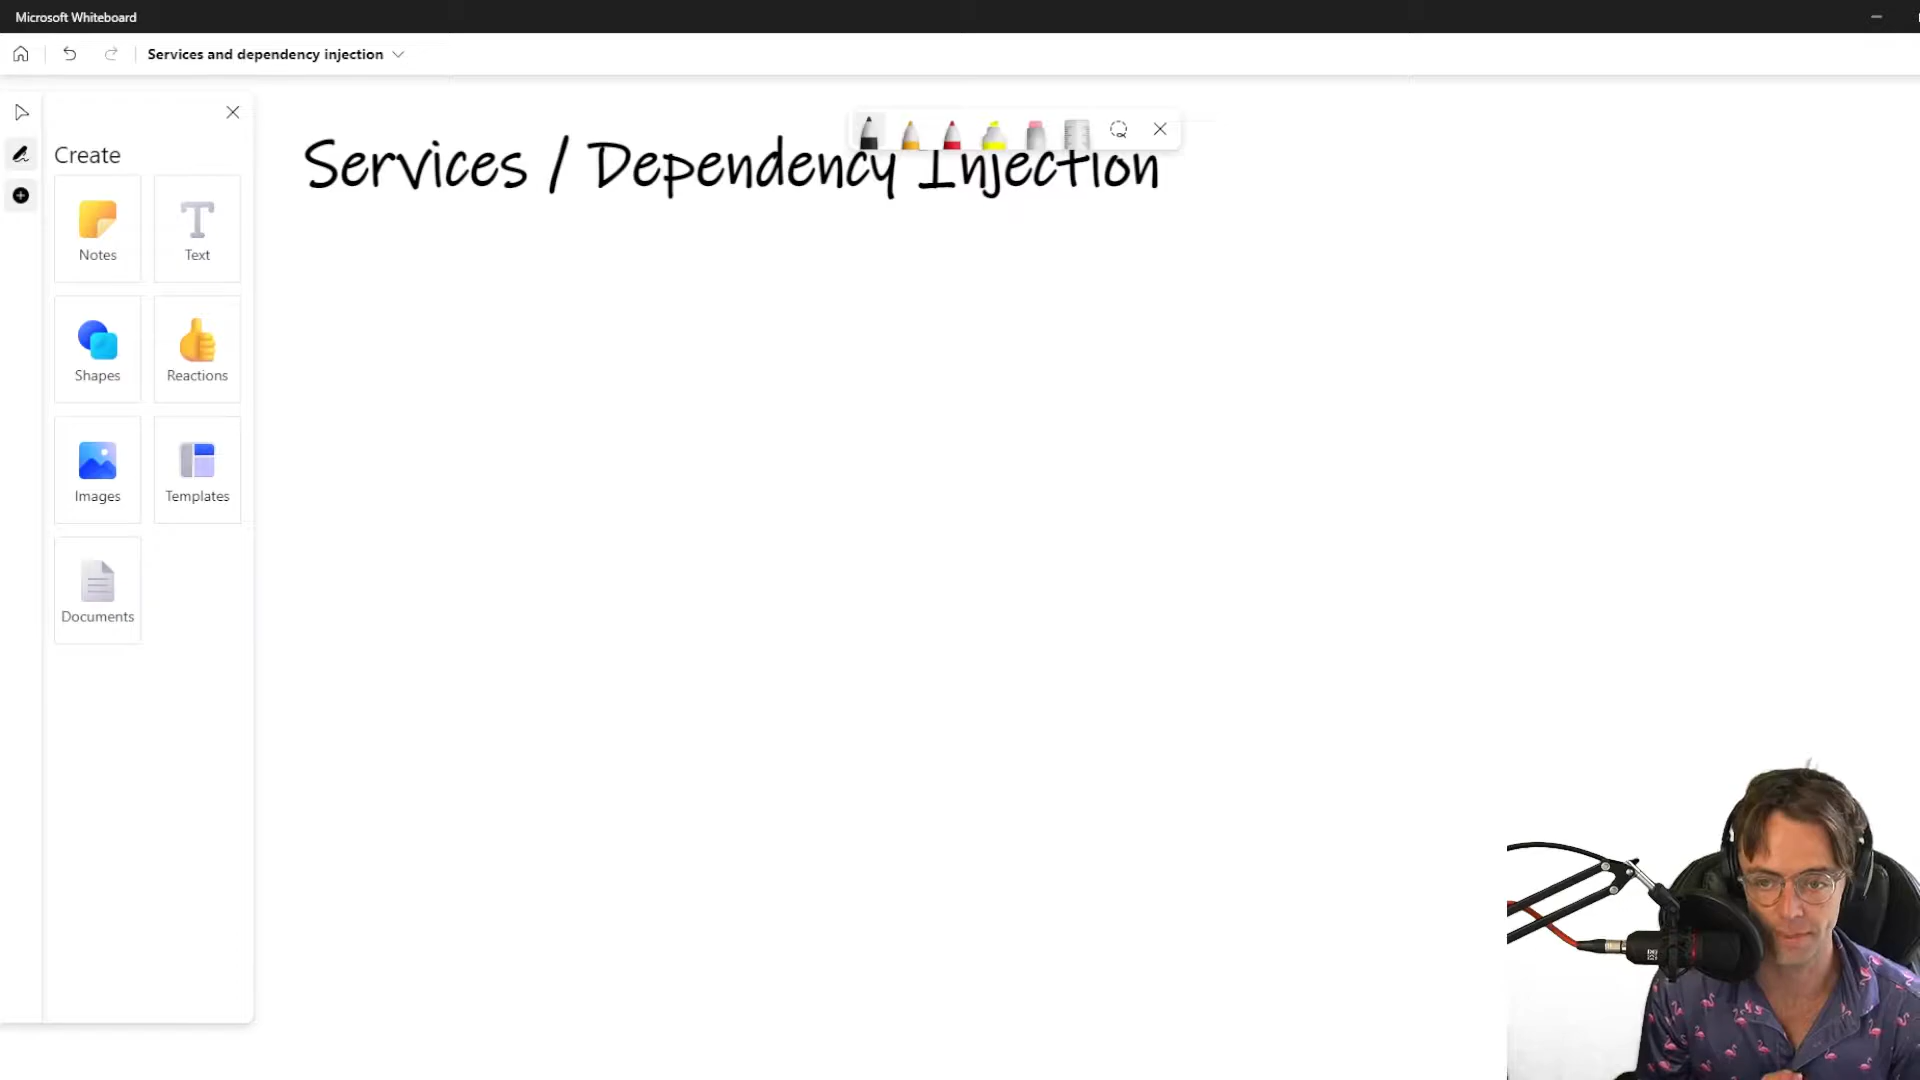 Microsoft Whiteboard
Services and dependency injection
Services / Dependency Injection
Create
Notes
Text
Shapes
Reactions
Images
Templates
Documents